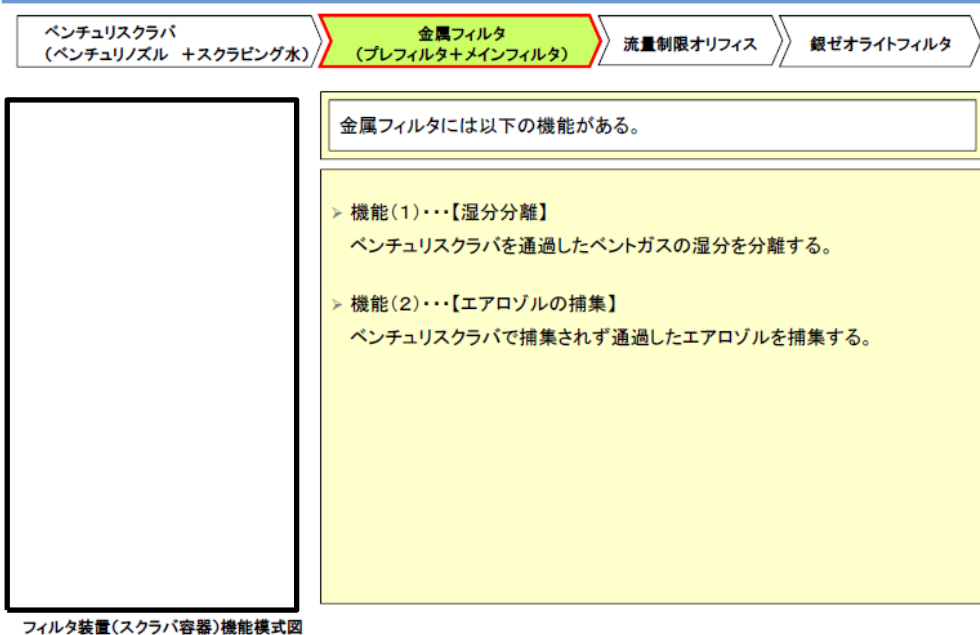 ベンチュリスクラバ
(ベンチュリノズル +スクラビング水)
金属フィルタ
(プレフィルタ+メインフィルタ)
流量制限オリフィス
銀ゼオライトフィルタ
金属フィルタには以下の機能がある。
➢ 機能(1)・・・【湿分分離】
ベンチュリスクラバを通過したベントガスの湿分を分離する。
➢ 機能(2)・・・【エアロゾルの捕集】
ベンチュリスクラバで捕集されず通過したエアロゾルを捕集する。
フィルタ装置(スクラバ容器)機能模式図